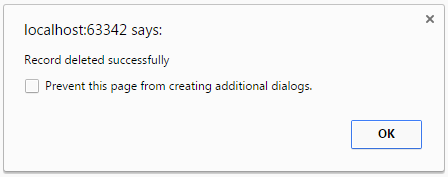 localhost:63342 says:
Record deleted successfully
Prevent this page from creating additional dialogs.
OK